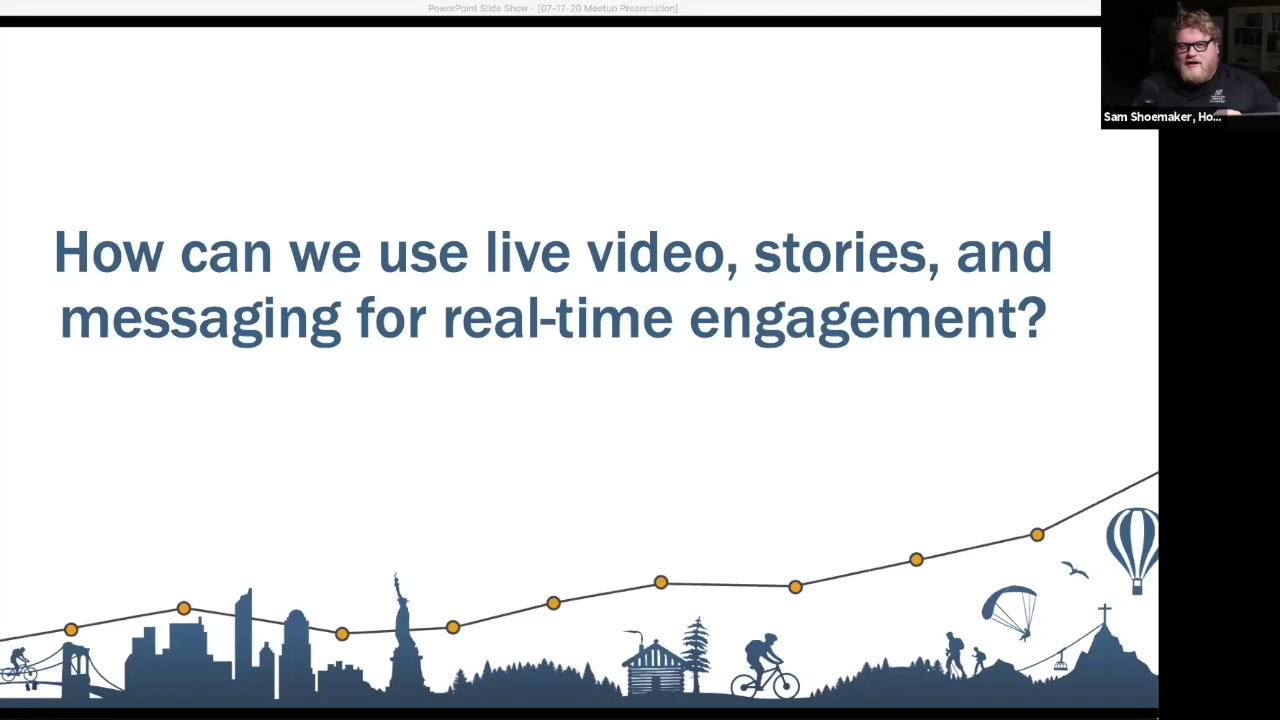 PowerPoint Slide Show - [07-17-20 Meetup Presentation]
Sam Shoemaker, Ho...
How can we use live video, stories, and
messaging for real-time engagement?